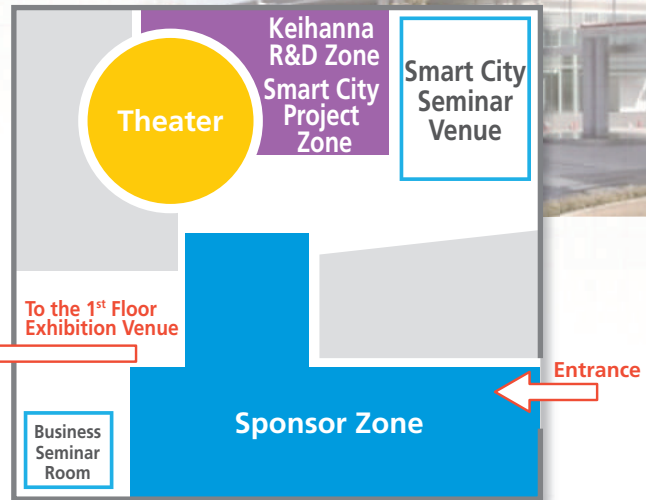 Keihanna
R&D Zone
Smart City
Project
Zone
Theater
Smart City
Seminar
Venue
To the 1st Floor
Exhibition Venue
Entrance
Sponsor Zone
Business
Seminar
Room